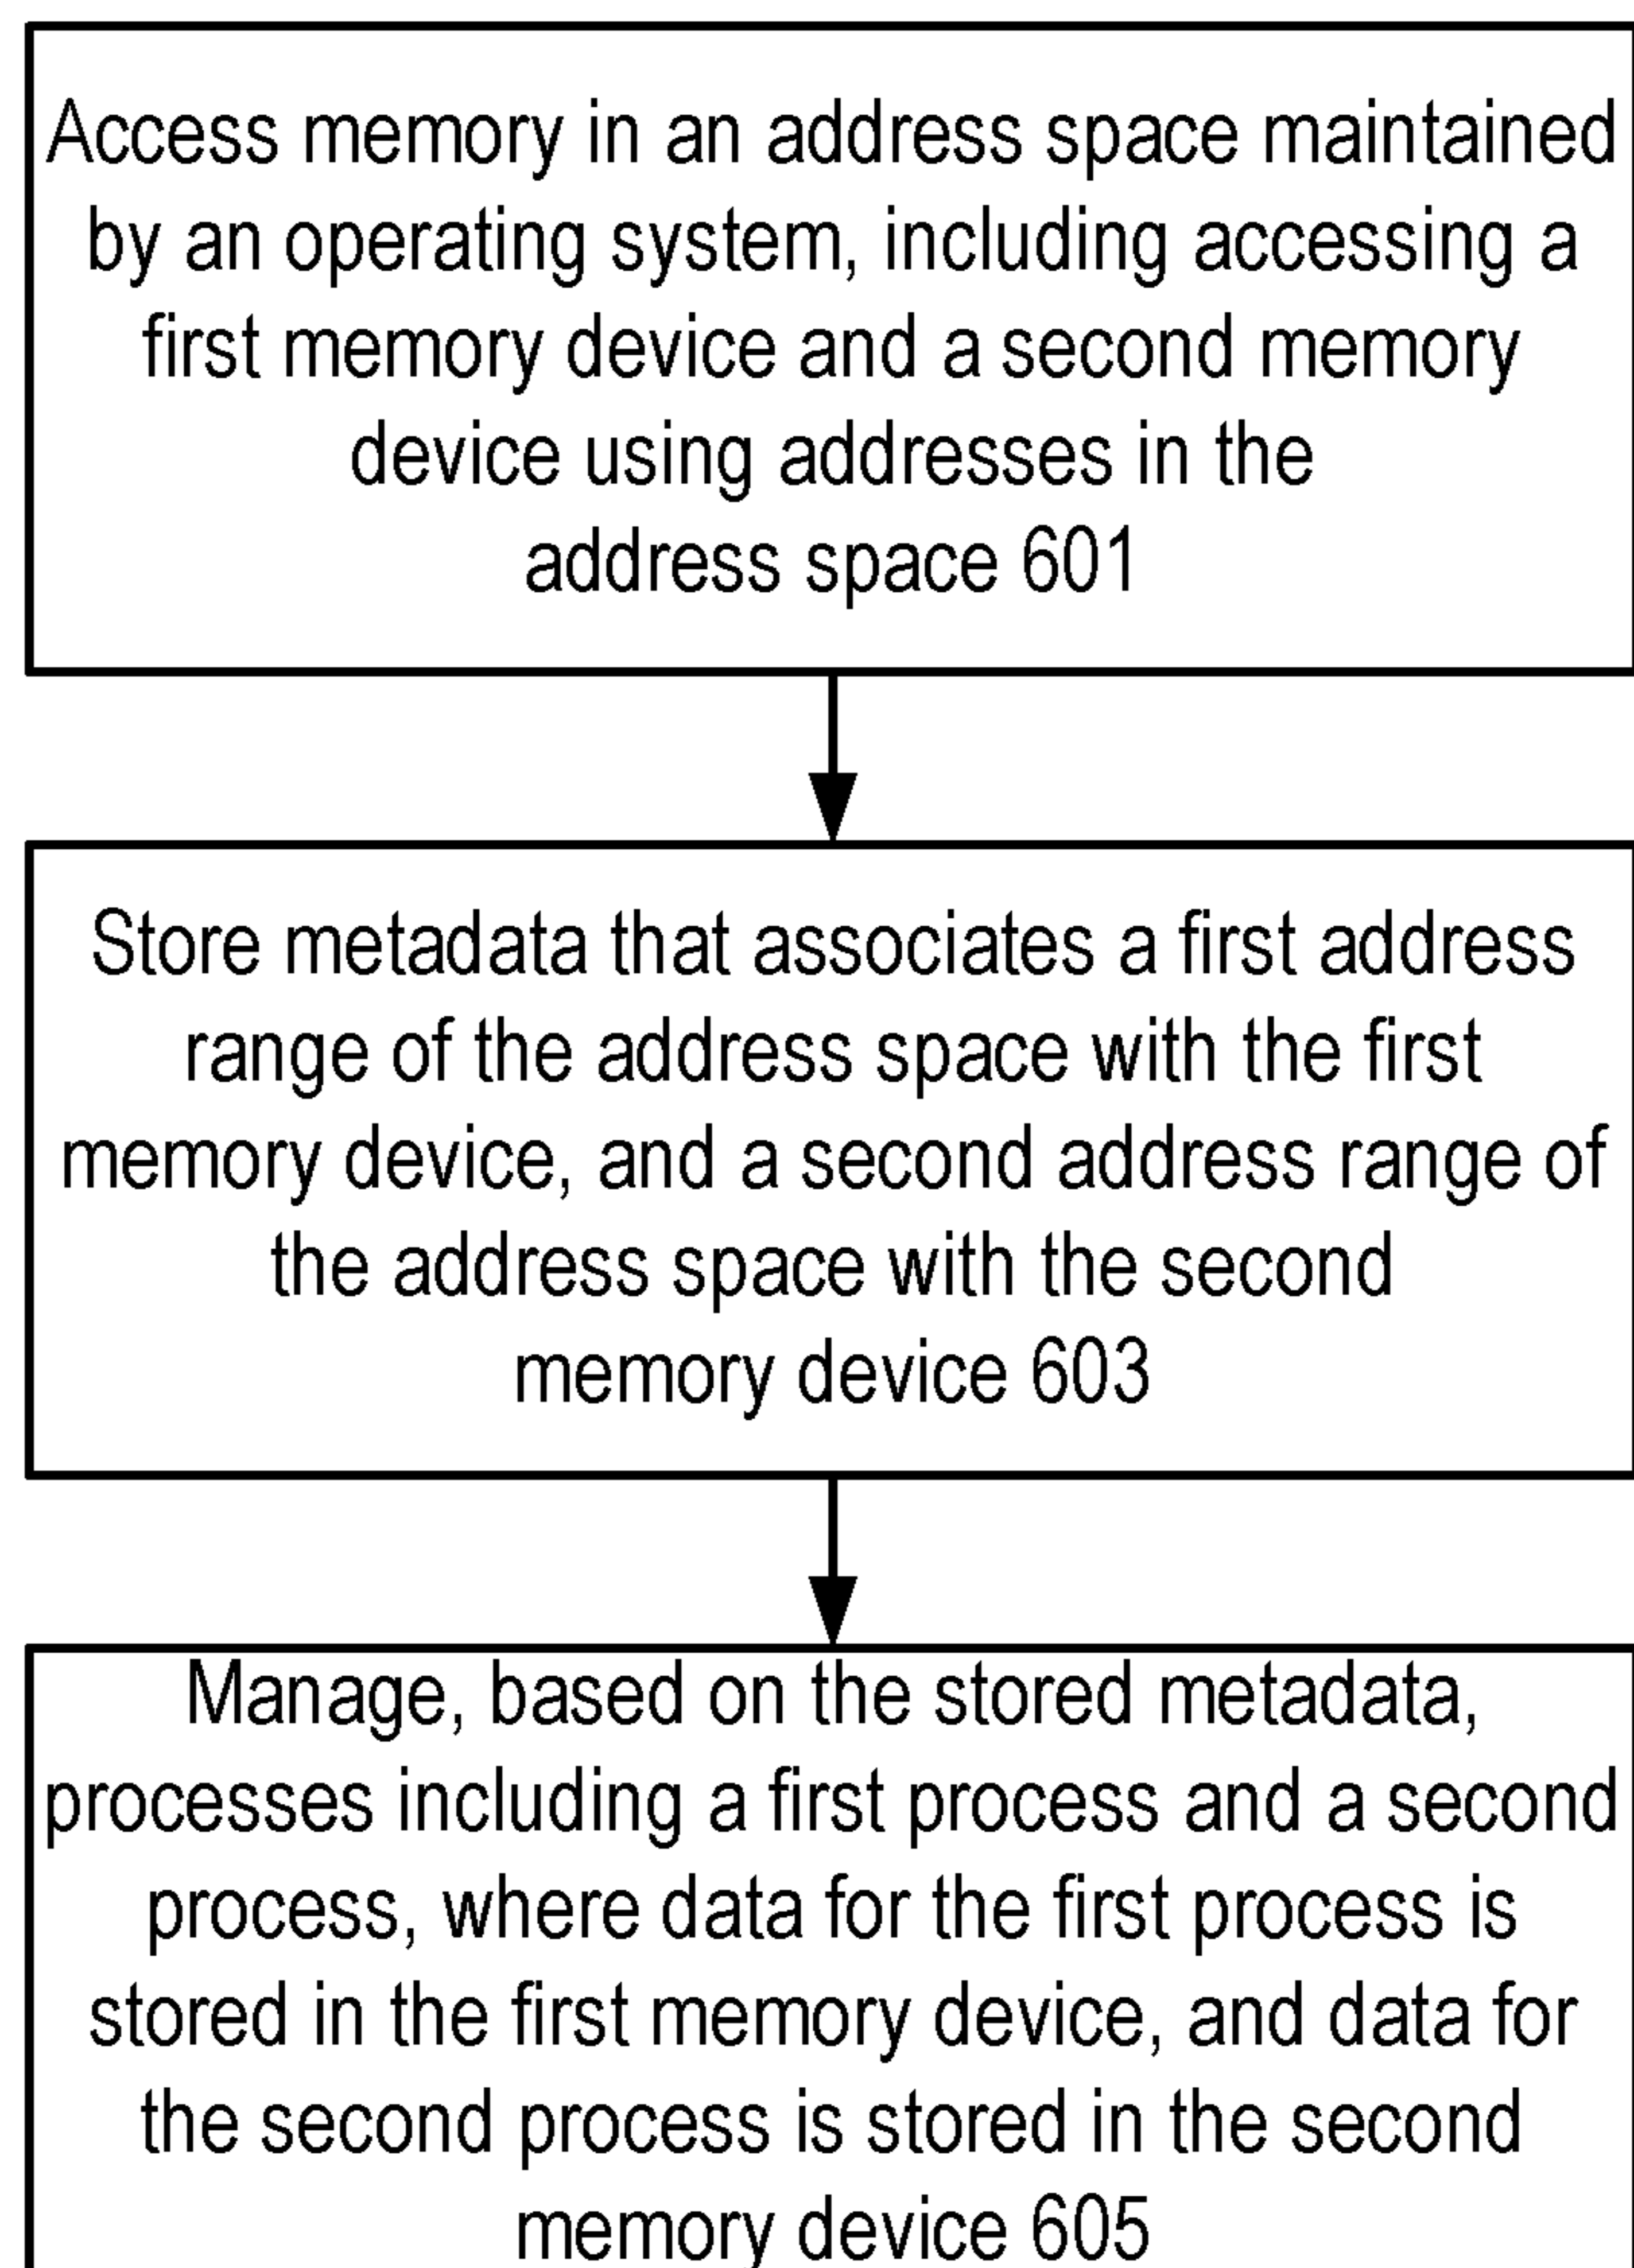 Access memory in an address space maintained
by an operating system, including accessing a
first memory device and a second memory
device using addresses in the
address space 601
Store metadata that associates a first address
range of the address space with the first
memory device, and a second address range of
the address space with the second
memory device 603
Manage, based on the stored metadata,
processes including a first process and a second
process, where data for the first process is
stored in the first memory device, and data for
the second process is stored in the second
memory device 605